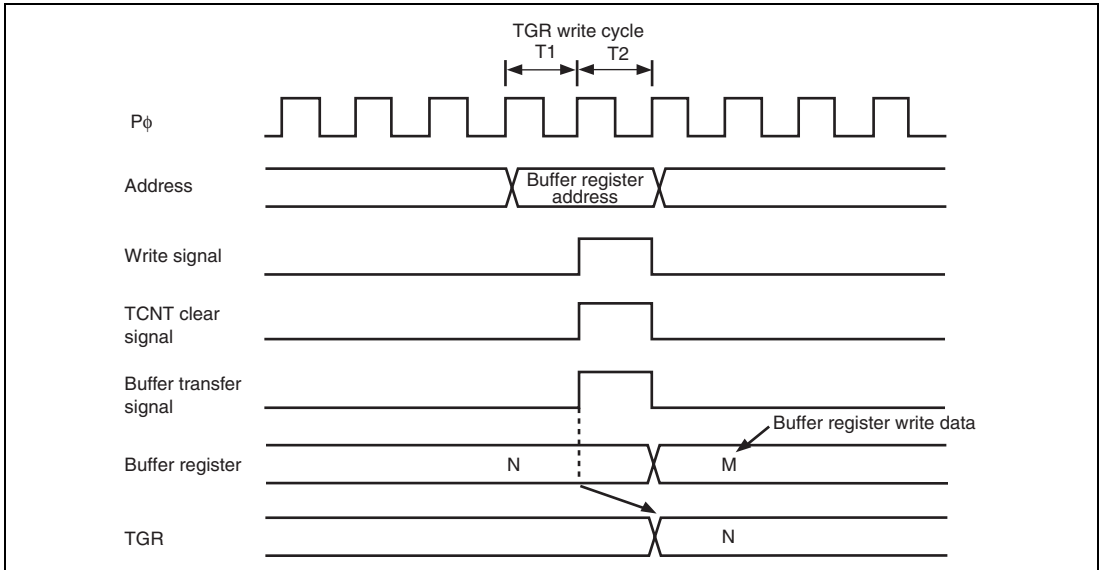 TGR write cycle
T1 T2
Pϕ
Address
Buffer register
address
Write signal
TCNT clear
signal
Buffer transfer
signal
Buffer register write data
Buffer register
N M
TGR
N